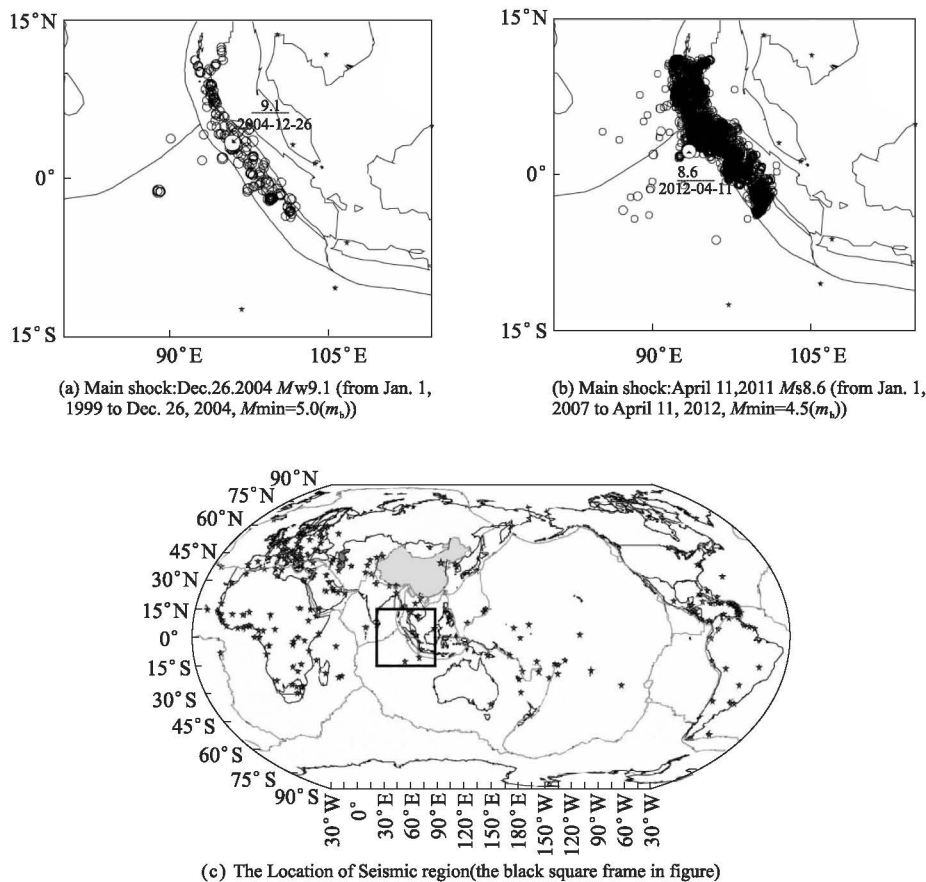 15°N
0°
15°S
90°E
105°E
9.1
2004-12-26
(a) Main shock:Dec.26.2004 Mw9.1 (from Jan. 1,
1999 to Dec. 26, 2004, Mmin=5.0(mb))
15°N
0°
15°S
90°E
105°E
8.6
2012-04-11
(b) Main shock:April 11,2011 Ms8.6 (from Jan. 1,
2007 to April 11, 2012, Mmin=4.5(mb))
90°N
75°N
60°N
45°N
30°N
15°N
0°
15°S
30°S
45°S
60°S
75°S
90°S
30°W
0°
30°E
60°E
90°E
120°E
150°E
180°E
150°W
120°W
90°W
60°W
30°W
(c) The Location of Seismic region(the black square frame in figure)